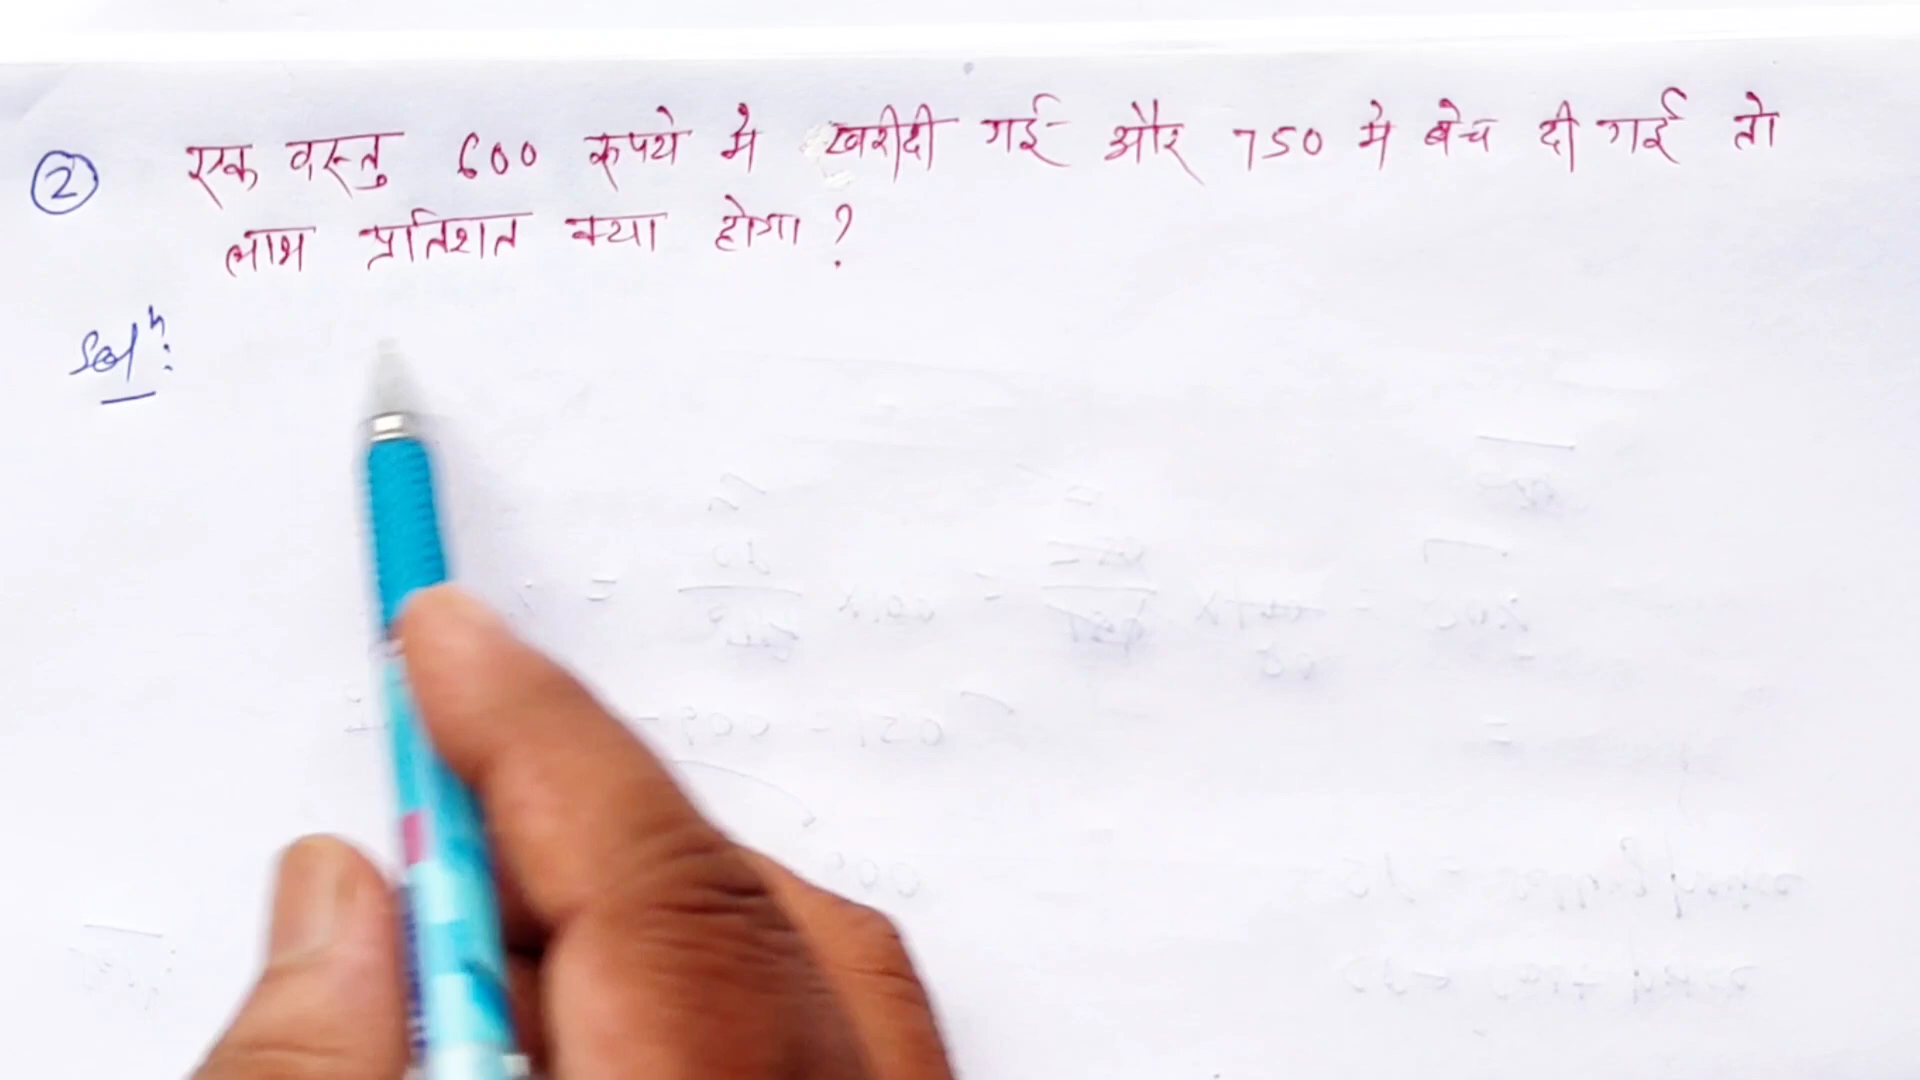 ② एक वस्तु 600 रूपये मे खरीदी गई और 750 मे बेच दी गई तो
लाभ प्रतिशत क्या होगा ?
Solⁿ: